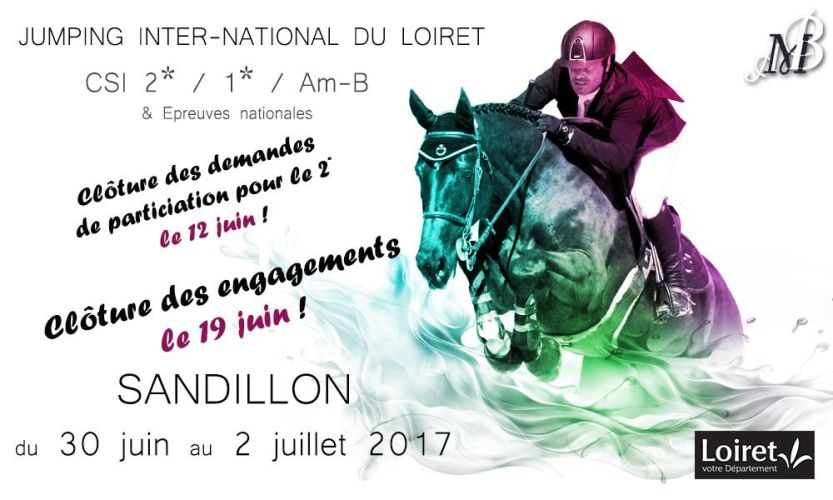 JUMPING INTER-NATIONAL DU LOIRET
CSI 2* / 1* / Am-B
& Epreuves nationales
Clôture des demandes
de particiation pour le 2*
le 12 juin !
Clôture des engagements
le 19 juin !
SANDILLON
du 30 juin au 2 juillet 2017
Loiret
votre Département